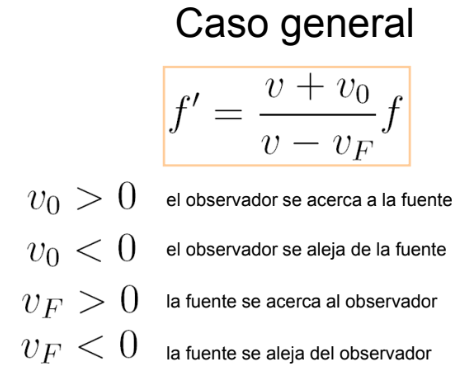 Caso general
f' = \frac{v + v_0}{v - v_F} f
v_0 > 0 el observador se acerca a la fuente
v_0 < 0 el observador se aleja de la fuente
v_F > 0 la fuente se acerca al observador
v_F < 0 la fuente se aleja del observador